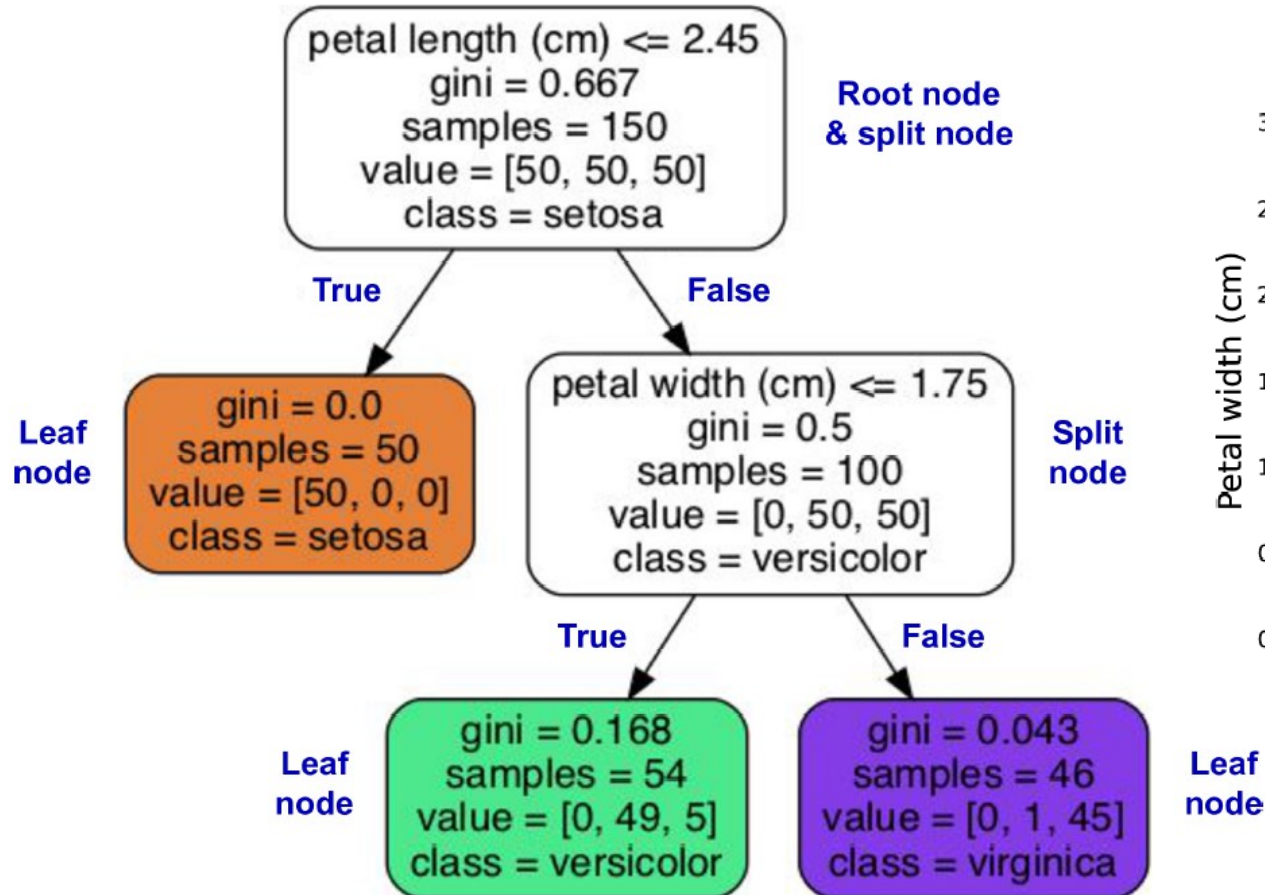 petal length (cm) <= 2.45
gini = 0.667
samples = 150
value = [50, 50, 50]
class = setosa
Root node
& split node
True
False
Leaf
node
gini = 0.0
samples = 50
value = [50, 0, 0]
class = setosa
petal width (cm) <= 1.75
gini = 0.5
samples = 100
value = [0, 50, 50]
class = versicolor
Split
node
True
False
Leaf
node
gini = 0.168
samples = 54
value = [0, 49, 5]
class = versicolor
gini = 0.043
samples = 46
value = [0, 1, 45]
class = virginica
Leaf
node
Petal width (cm)